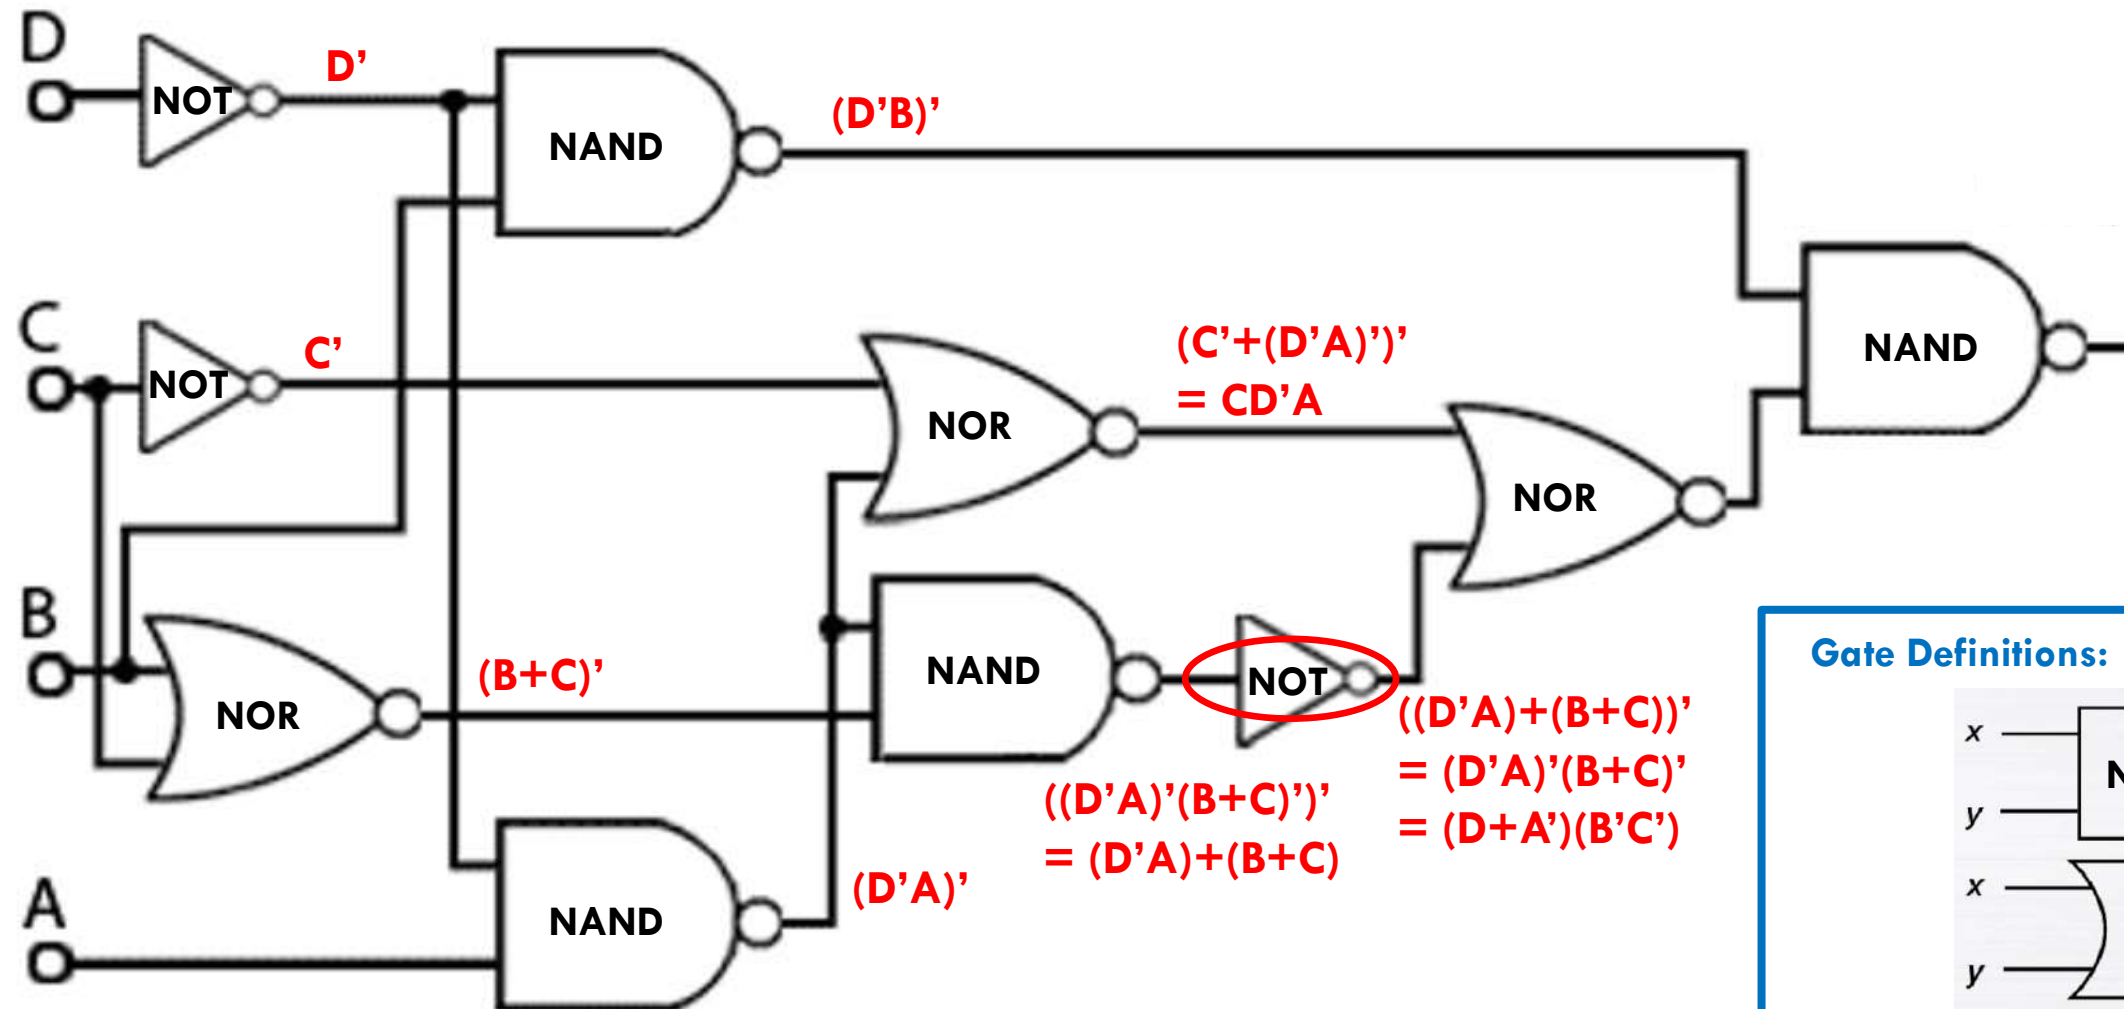 D
NOT
D’
NAND
(D’B)’
C
NOT
C’
NOR
(C’+(D’A)’)’
= CD’A
NOR
NAND
B
NOR
(B+C)’
NAND
NOT
((D’A)’(B+C)’)’
= (D’A)+(B+C)
((D’A)+(B+C))’
= (D’A)’(B+C)’
= (D+A’)(B’C’)
A
NAND
(D’A)’
Gate Definitions:
x
y
N
x
y